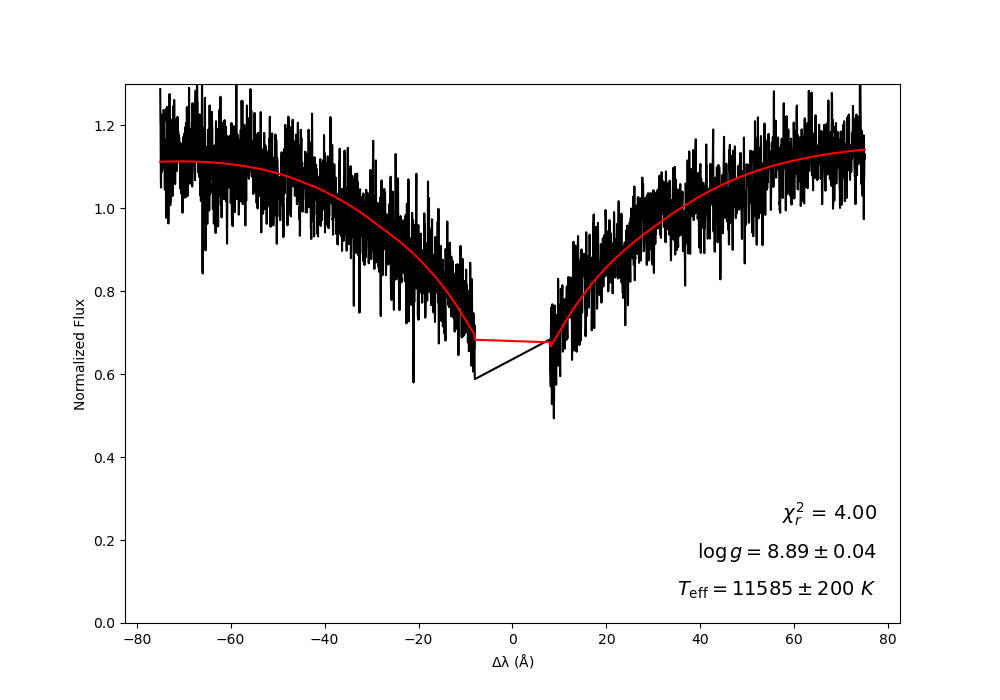 1.2
1.0
0.8
0.6
0.4
0.2
0.0
Normalized Flux
χ²ᵣ = 4.00
log g = 8.89 ± 0.04
T_eff = 11585 ± 200 K
−80 −60 −40 −20 0 20 40 60 80
Δλ (Å)